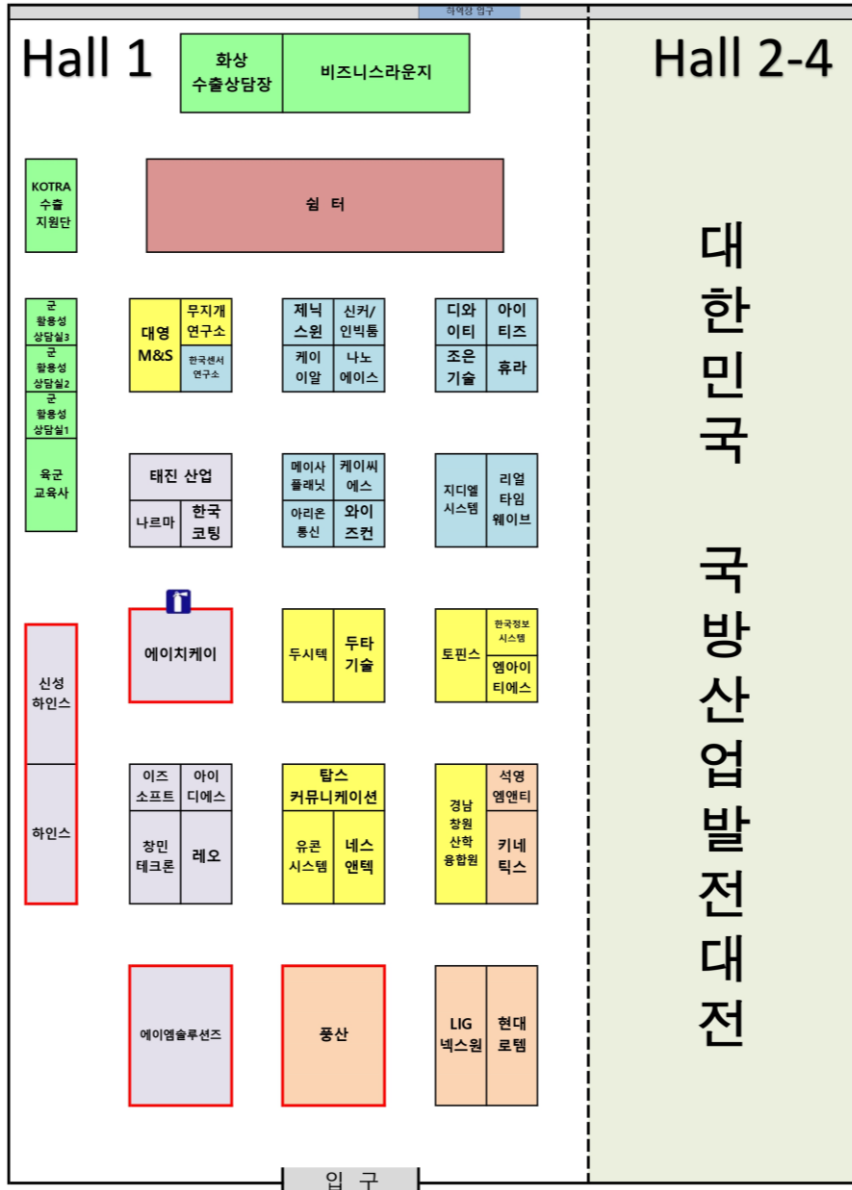 하역장 입구
Hall 1
화상
수출상담장
비즈니스라운지
Hall 2-4
KOTRA
수출
지원단
쉼 터
군
활용성
상담실3
군
활용성
상담실2
군
활용성
상담실1
육군
교육사
대영
M&S
무지개
연구소
한국센서
연구소
제닉
스윈
신커/
인빅툼
케이
이알
나노
에이스
디와
이티
아이
티즈
조은
기술
휴라
태진 산업
나르마
한국
코팅
메이사
플래닛
케이씨
에스
아리온
통신
와이
즈컨
지디엘
시스템
리얼
타임
웨이브
신성
하인스
하인스
에이치케이
두시텍
두타
기술
토핀스
한국정보
시스템
엠아이
티에스
이즈
소프트
아이
디에스
창민
테크론
레오
탑스
커뮤니케이션
유콘
시스템
네스
앤텍
경남
창원
산학
융합원
석영
엠앤티
키네
틱스
에이엠솔루션즈
풍산
LIG
넥스원
현대
로템
입 구
대한민국 국방산업발전대전